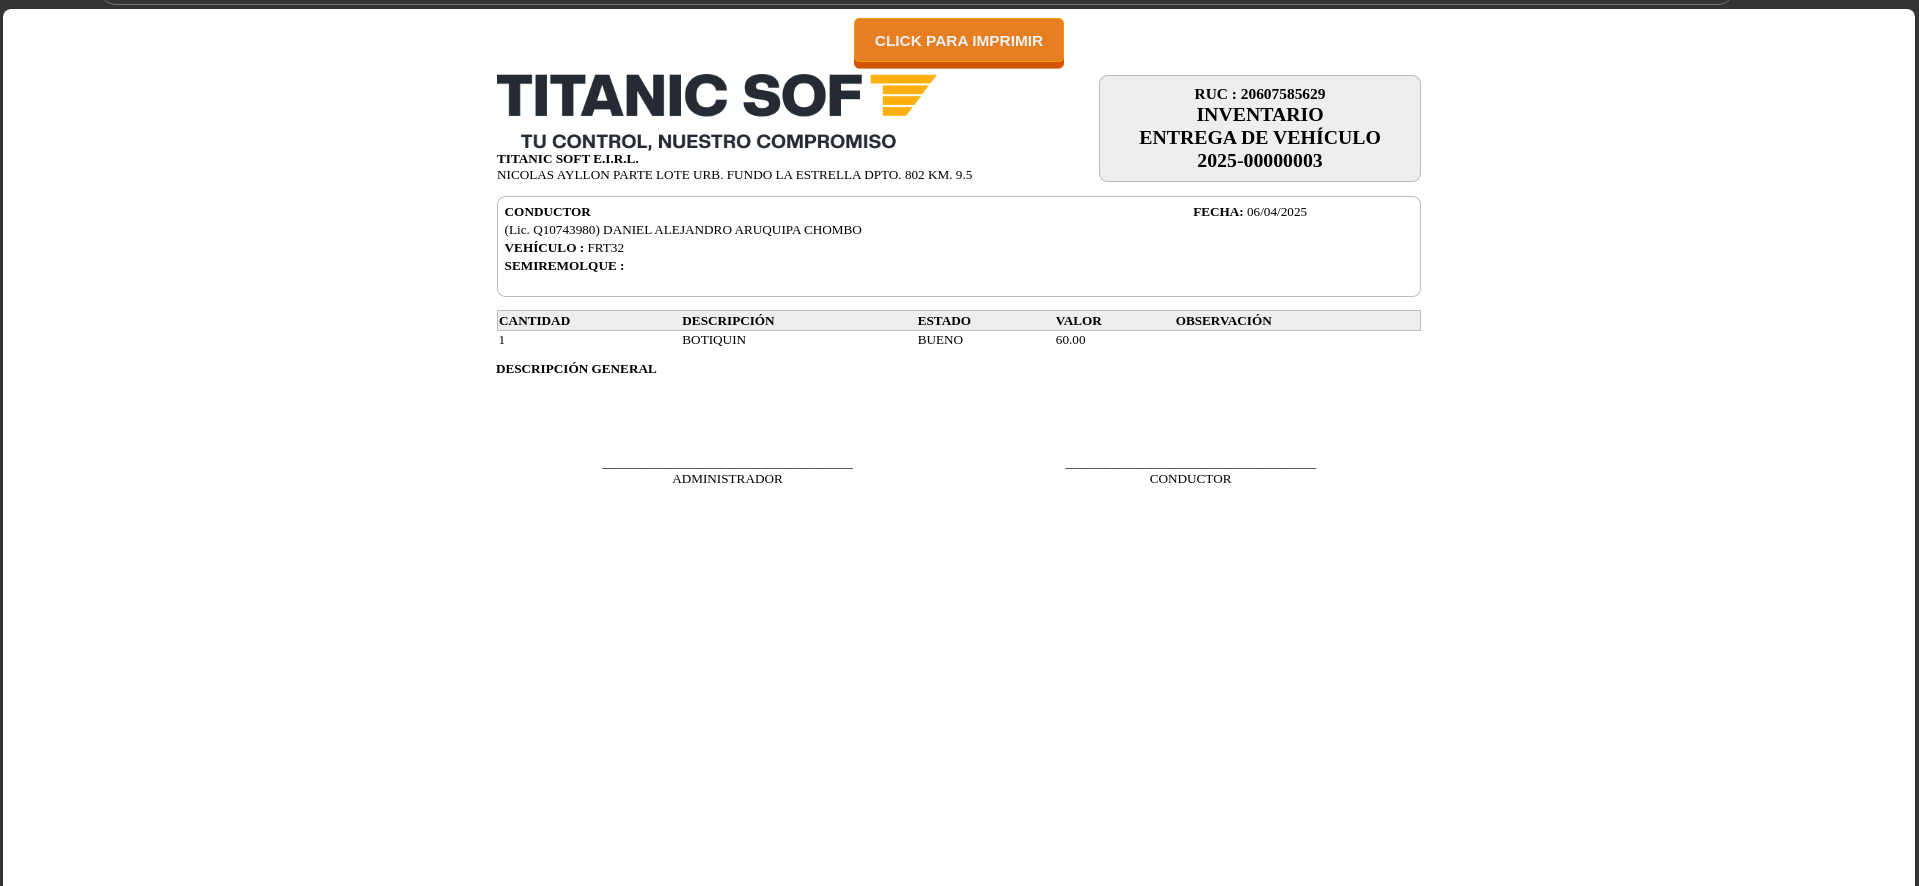 CLICK PARA IMPRIMIR
TITANIC SOF
TU CONTROL, NUESTRO COMPROMISO
TITANIC SOFT E.I.R.L.
NICOLAS AYLLON PARTE LOTE URB. FUNDO LA ESTRELLA DPTO. 802 KM. 9.5
RUC : 20607585629
INVENTARIO
ENTREGA DE VEHÍCULO
2025-00000003
CONDUCTOR FECHA: 06/04/2025
(Lic. Q10743980) DANIEL ALEJANDRO ARUQUIPA CHOMBO
VEHÍCULO : FRT32
SEMIREMOLQUE :
CANTIDAD DESCRIPCIÓN ESTADO VALOR OBSERVACIÓN
1 BOTIQUIN BUENO 60.00
DESCRIPCIÓN GENERAL
ADMINISTRADOR CONDUCTOR